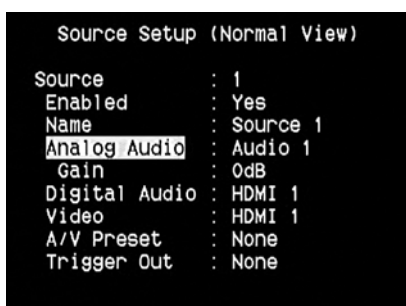 Source Setup (Normal View)
Source : 1
Enabled : Yes
Name : Source 1
Analog Audio : Audio 1
Gain : 0dB
Digital Audio : HDMI 1
Video : HDMI 1
A/V Preset : None
Trigger Out : None